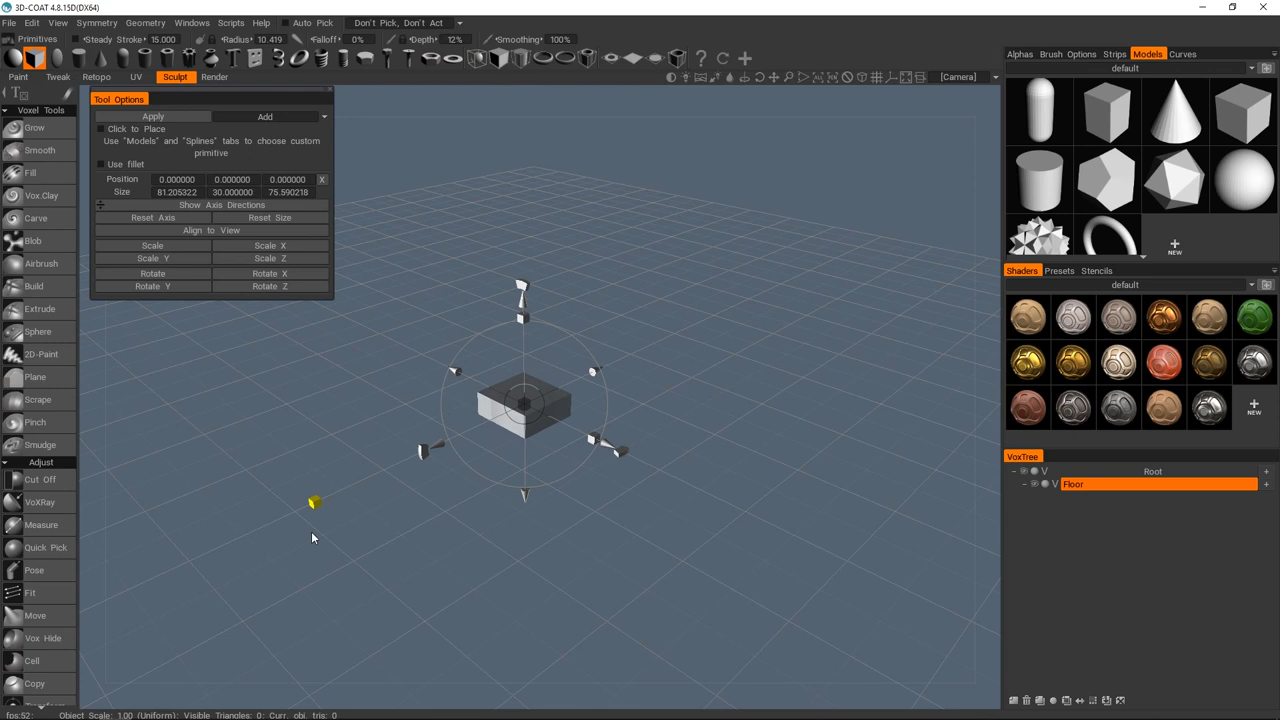 3D-COAT 4.8.15D(DX64)
File Edit View Symmetry Geometry Windows Scripts Help Auto Pick Don't Pick, Don't Act
Primitives Steady Stroke 15.000 Radius 10.419 Falloff 0% Depth 12% Smoothing 100%
Paint Tweak Retopo UV Sculpt Render [Camera]
Tool Options
Apply Add
Click to Place
Use "Models" and "Splines" tabs to choose custom
primitive
Use fillet
Position 0.000000 0.000000 0.000000 X
Size 81.205322 30.000000 75.590218
Show Axis Directions
Reset Axis Reset Size
Align to View
Scale Scale X
Scale Y Scale Z
Rotate Rotate X
Rotate Y Rotate Z
Voxel Tools
Grow
Smooth
Fill
Vox.Clay
Carve
Blob
Airbrush
Build
Extrude
Sphere
2D-Paint
Plane
Scrape
Pinch
Smudge
Adjust
Cut Off
VoXRay
Measure
Quick Pick
Pose
Fit
Move
Vox Hide
Cell
Copy
Alphas Brush Options Strips Models Curves
default
NEW
Shaders Presets Stencils
default
NEW
VoxTree
V Root +
V Floor +
fps:52; Object Scale: 1.00 (Uniform); Visible Triangles: 0; Curr. obj. tris: 0